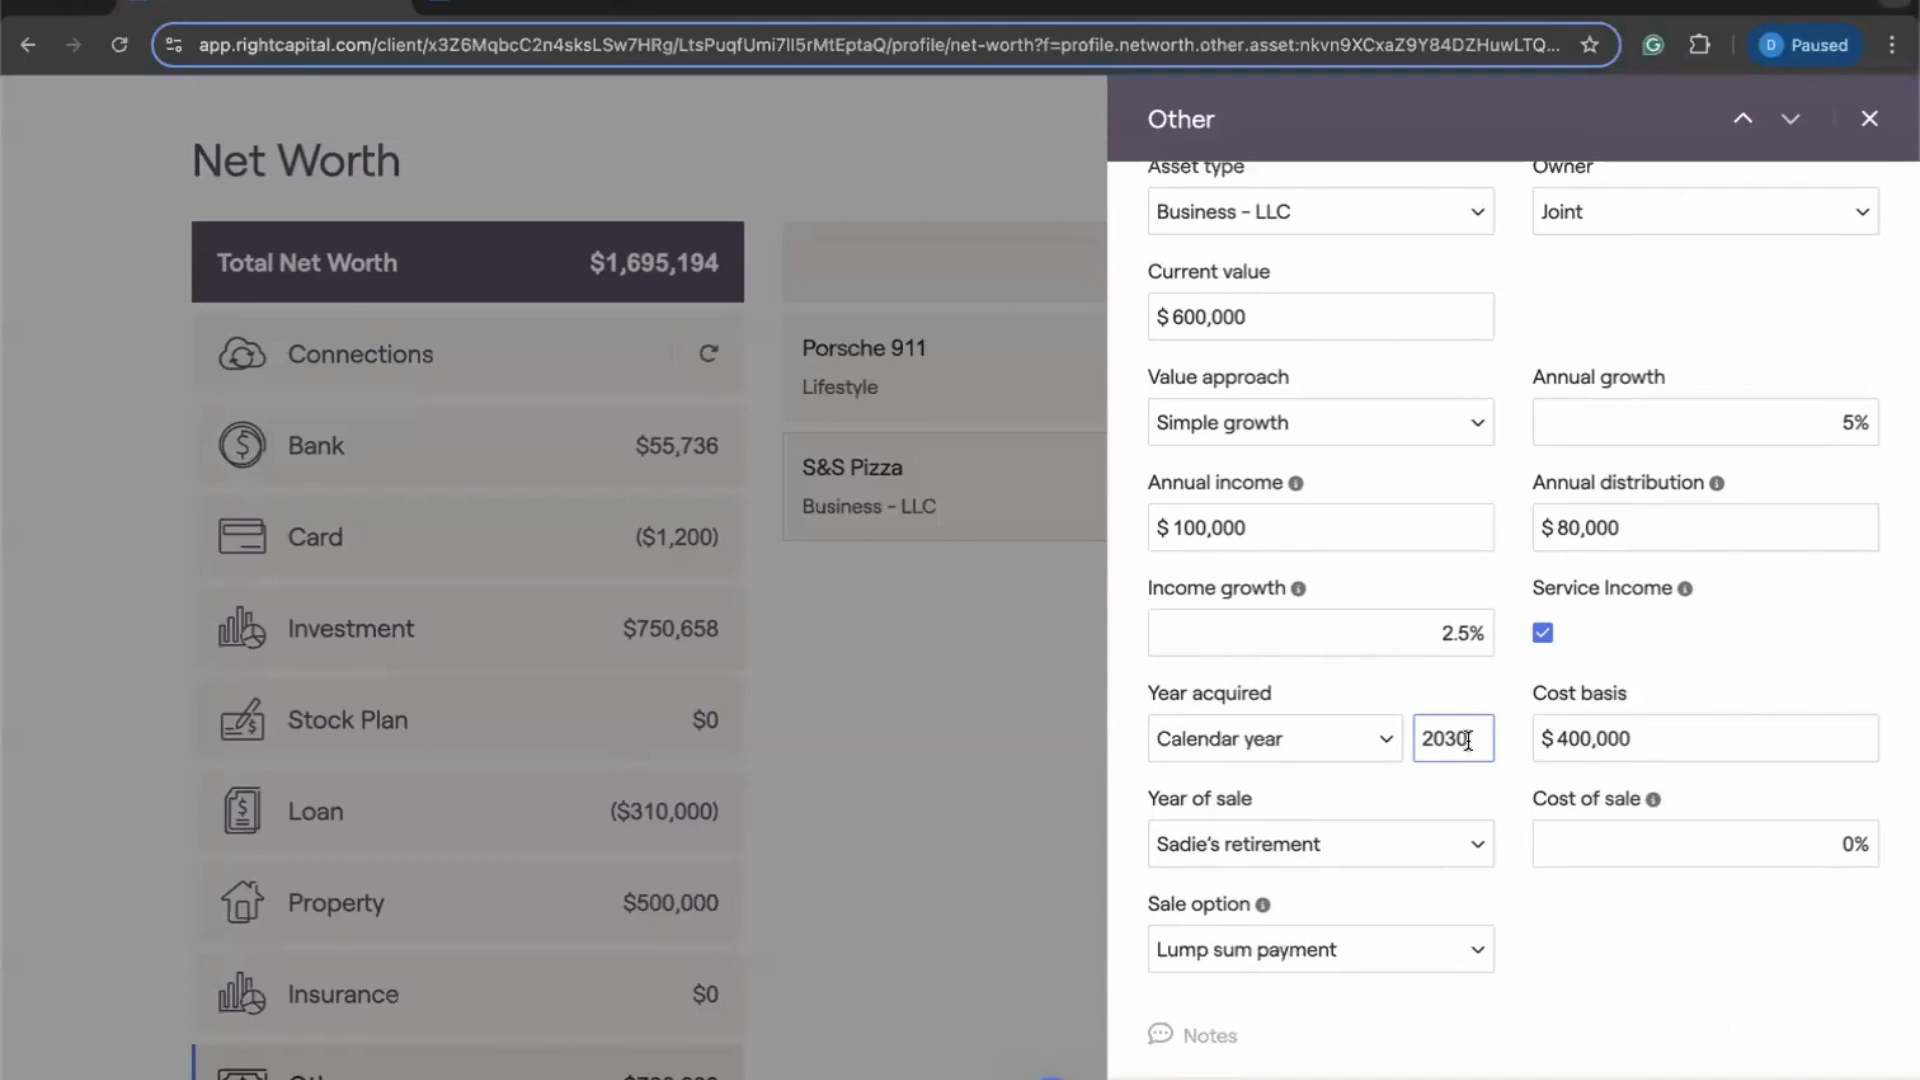 app.rightcapital.com/client/x3Z6MqbcC2n4sksLSw7HRg/LtsPuqfUmi7lI5rMtEptaQ/profile/net-worth?f=profile.networth.other.asset:nkvn9XCxaZ9Y84DZHuwLTQ...
D Paused
Net Worth
Total Net Worth $1,695,194
Connections
Bank $55,736
Card ($1,200)
Investment $750,658
Stock Plan $0
Loan ($310,000)
Property $500,000
Insurance $0
Porsche 911
Lifestyle
S&S Pizza
Business - LLC
Other
Asset type Owner
Business - LLC Joint
Current value
$ 600,000
Value approach Annual growth
Simple growth 5%
Annual income Annual distribution
$ 100,000 $ 80,000
Income growth Service Income
2.5%
Year acquired Cost basis
Calendar year 2030 $ 400,000
Year of sale Cost of sale
Sadie's retirement 0%
Sale option
Lump sum payment
Notes